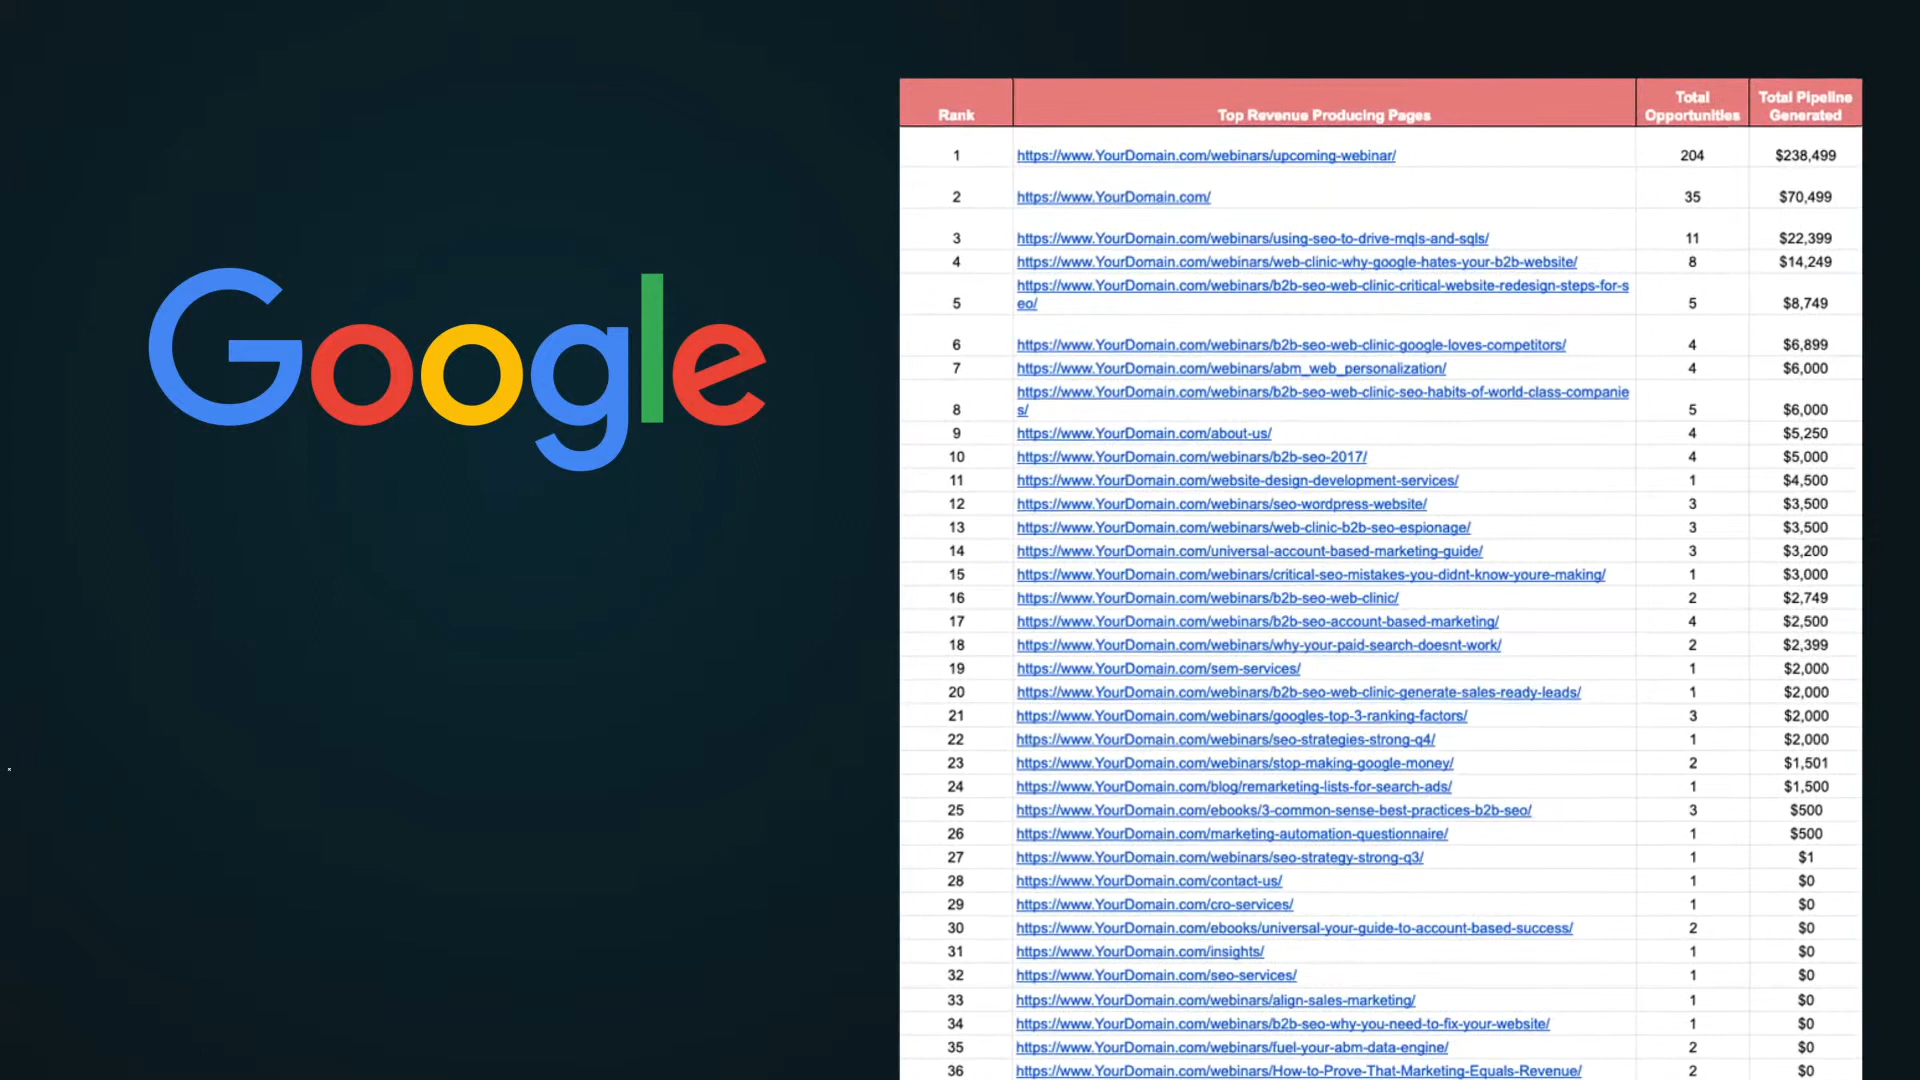 Google
Rank Top Revenue Producing Pages Total Opportunities Total Pipeline Generated
1 https://www.YourDomain.com/webinars/upcoming-webinar/ 204 $238,499
2 https://www.YourDomain.com/ 35 $70,499
3 https://www.YourDomain.com/webinars/using-seo-to-drive-mqls-and-sqls/ 11 $22,399
4 https://www.YourDomain.com/webinars/web-clinic-why-google-hates-your-b2b-website/ 8 $14,249
5 https://www.YourDomain.com/webinars/b2b-seo-web-clinic-critical-website-redesign-steps-for-seo/ 5 $8,749
6 https://www.YourDomain.com/webinars/b2b-seo-web-clinic-google-loves-competitors/ 4 $6,899
7 https://www.YourDomain.com/webinars/abm_web_personalization/ 4 $6,000
8 https://www.YourDomain.com/webinars/b2b-seo-web-clinic-seo-habits-of-world-class-companies/ 5 $6,000
9 https://www.YourDomain.com/about-us/ 4 $5,250
10 https://www.YourDomain.com/webinars/b2b-seo-2017/ 4 $5,000
11 https://www.YourDomain.com/website-design-development-services/ 1 $4,500
12 https://www.YourDomain.com/webinars/seo-wordpress-website/ 3 $3,500
13 https://www.YourDomain.com/webinars/web-clinic-b2b-seo-espionage/ 3 $3,500
14 https://www.YourDomain.com/universal-account-based-marketing-guide/ 3 $3,200
15 https://www.YourDomain.com/webinars/critical-seo-mistakes-you-didnt-know-youre-making/ 1 $3,000
16 https://www.YourDomain.com/webinars/b2b-seo-web-clinic/ 2 $2,749
17 https://www.YourDomain.com/webinars/b2b-seo-account-based-marketing/ 4 $2,500
18 https://www.YourDomain.com/webinars/why-your-paid-search-doesnt-work/ 2 $2,399
19 https://www.YourDomain.com/sem-services/ 1 $2,000
20 https://www.YourDomain.com/webinars/b2b-seo-web-clinic-generate-sales-ready-leads/ 1 $2,000
21 https://www.YourDomain.com/webinars/googles-top-3-ranking-factors/ 3 $2,000
22 https://www.YourDomain.com/webinars/seo-strategies-strong-q4/ 1 $2,000
23 https://www.YourDomain.com/webinars/stop-making-google-money/ 2 $1,501
24 https://www.YourDomain.com/blog/remarketing-lists-for-search-ads/ 1 $1,500
25 https://www.YourDomain.com/ebooks/3-common-sense-best-practices-b2b-seo/ 3 $500
26 https://www.YourDomain.com/marketing-automation-questionnaire/ 1 $500
27 https://www.YourDomain.com/webinars/seo-strategy-strong-q3/ 1 $1
28 https://www.YourDomain.com/contact-us/ 1 $0
29 https://www.YourDomain.com/cro-services/ 1 $0
30 https://www.YourDomain.com/ebooks/universal-your-guide-to-account-based-success/ 2 $0
31 https://www.YourDomain.com/insights/ 1 $0
32 https://www.YourDomain.com/seo-services/ 1 $0
33 https://www.YourDomain.com/webinars/align-sales-marketing/ 1 $0
34 https://www.YourDomain.com/webinars/b2b-seo-why-you-need-to-fix-your-website/ 1 $0
35 https://www.YourDomain.com/webinars/fuel-your-abm-data-engine/ 2 $0
36 https://www.YourDomain.com/webinars/How-to-Prove-That-Marketing-Equals-Revenue/ 2 $0